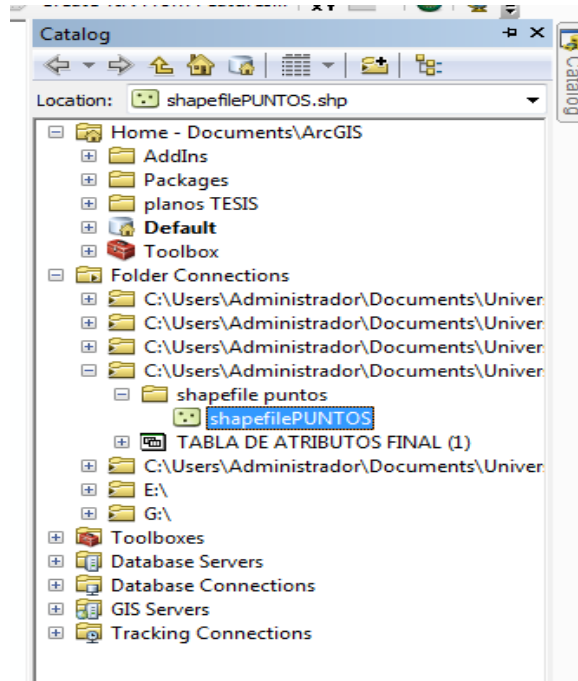 Catalog
Location: shapefilePUNTOS.shp
Home - Documents\ArcGIS
AddIns
Packages
planos TESIS
Default
Toolbox
Folder Connections
C:\Users\Administrador\Documents\Univer
C:\Users\Administrador\Documents\Univer
C:\Users\Administrador\Documents\Univer
C:\Users\Administrador\Documents\Univer
shapefile puntos
shapefilePUNTOS
TABLA DE ATRIBUTOS FINAL (1)
C:\Users\Administrador\Documents\Univer
E:\
G:\
Toolboxes
Database Servers
Database Connections
GIS Servers
Tracking Connections
Catalog